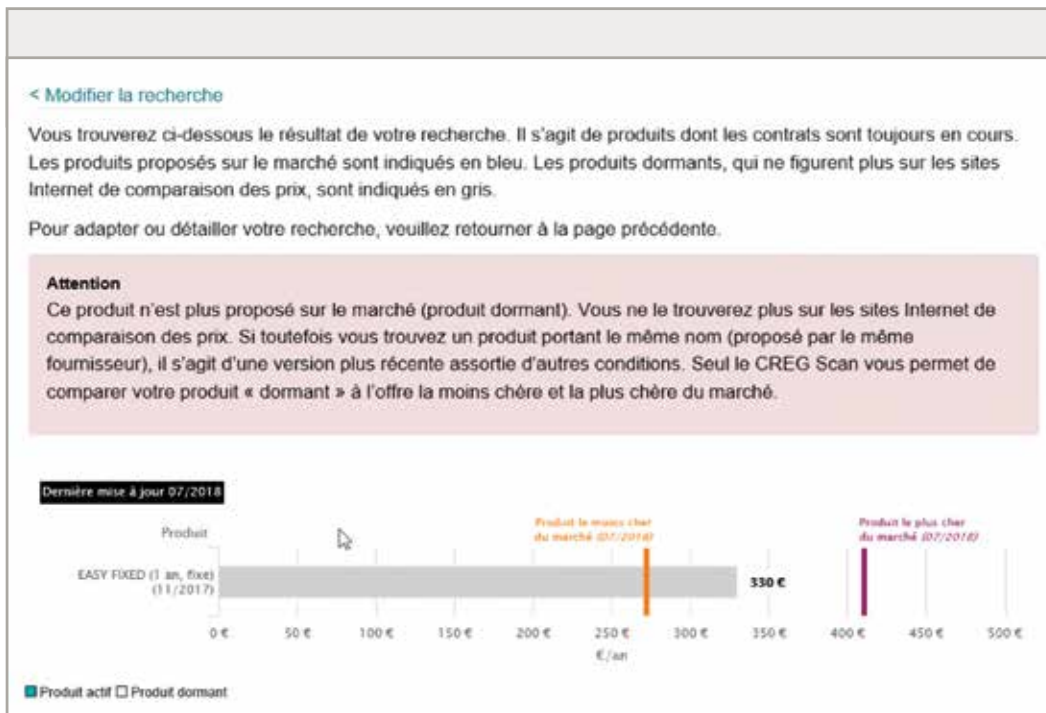 < Modifier la recherche
Vous trouverez ci-dessous le résultat de votre recherche. Il s'agit de produits dont les contrats sont toujours en cours.
Les produits proposés sur le marché sont indiqués en bleu. Les produits dormants, qui ne figurent plus sur les sites
Internet de comparaison des prix, sont indiqués en gris.
Pour adapter ou détailler votre recherche, veuillez retourner à la page précédente.
Attention
Ce produit n'est plus proposé sur le marché (produit dormant). Vous ne le trouverez plus sur les sites Internet de
comparaison des prix. Si toutefois vous trouvez un produit portant le même nom (proposé par le même
fournisseur), il s'agit d'une version plus récente assortie d'autres conditions. Seul le CREG Scan vous permet de
comparer votre produit « dormant » à l'offre la moins chère et la plus chère du marché.
Dernière mise à jour 07/2018
Produit
Produit le moins cher
du marché (07/2018)
Produit le plus cher
du marché (07/2018)
EASY FIXED (1 an, fixe)
(11/2017)
330 €
0 € 50 € 100 € 150 € 200 € 250 € 300 € 350 € 400 € 450 € 500 €
€/an
Produit actif Produit dormant